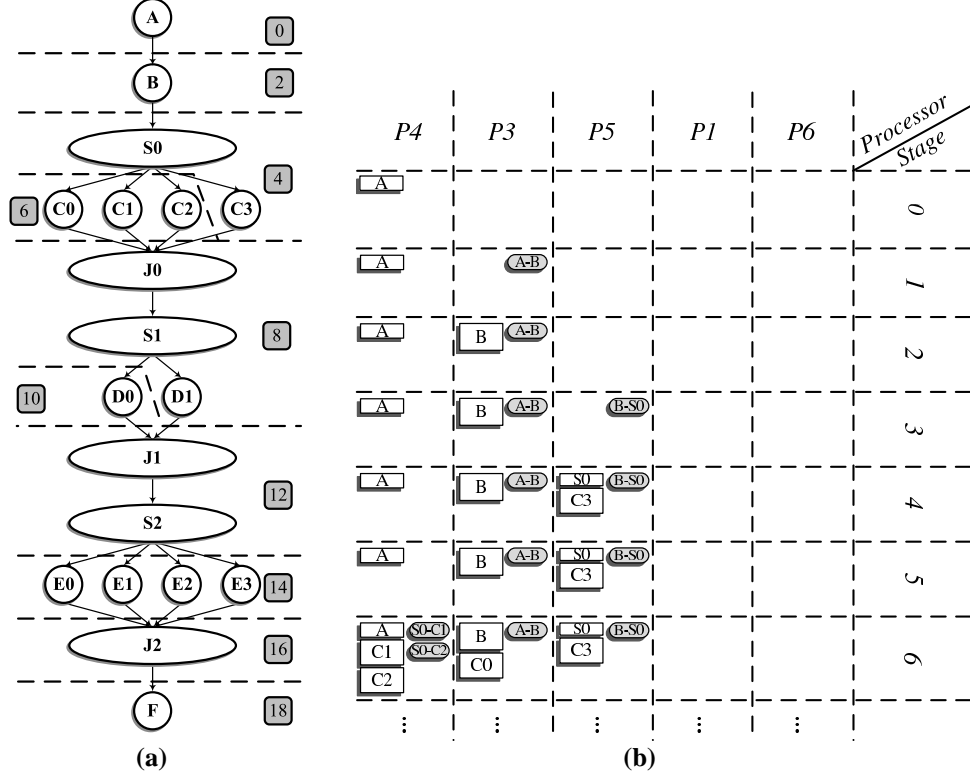 A
0
B
2
S0
4
6
C0 C1 C2 C3
J0
S1
8
10
D0 D1
J1
12
S2
E0 E1 E2 E3
14
J2
16
F
18
(a)
P4 P3 P5 P1 P6 Processor
Stage
A 0
A A-B 1
A B A-B 2
A B A-B B-S0 3
A B A-B S0 B-S0 4
C3
A B A-B S0 B-S0 5
C3
A S0-C1 B A-B S0 B-S0 6
C1 S0-C2 C0 C3
C2
... ... ... ... ... ...
(b)